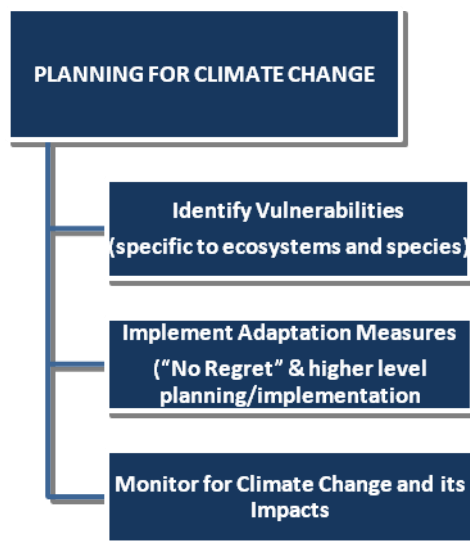 PLANNING FOR CLIMATE CHANGE
Identify Vulnerabilities
(specific to ecosystems and species)
Implement Adaptation Measures
(“No Regret” & higher level
planning/implementation
Monitor for Climate Change and its
Impacts